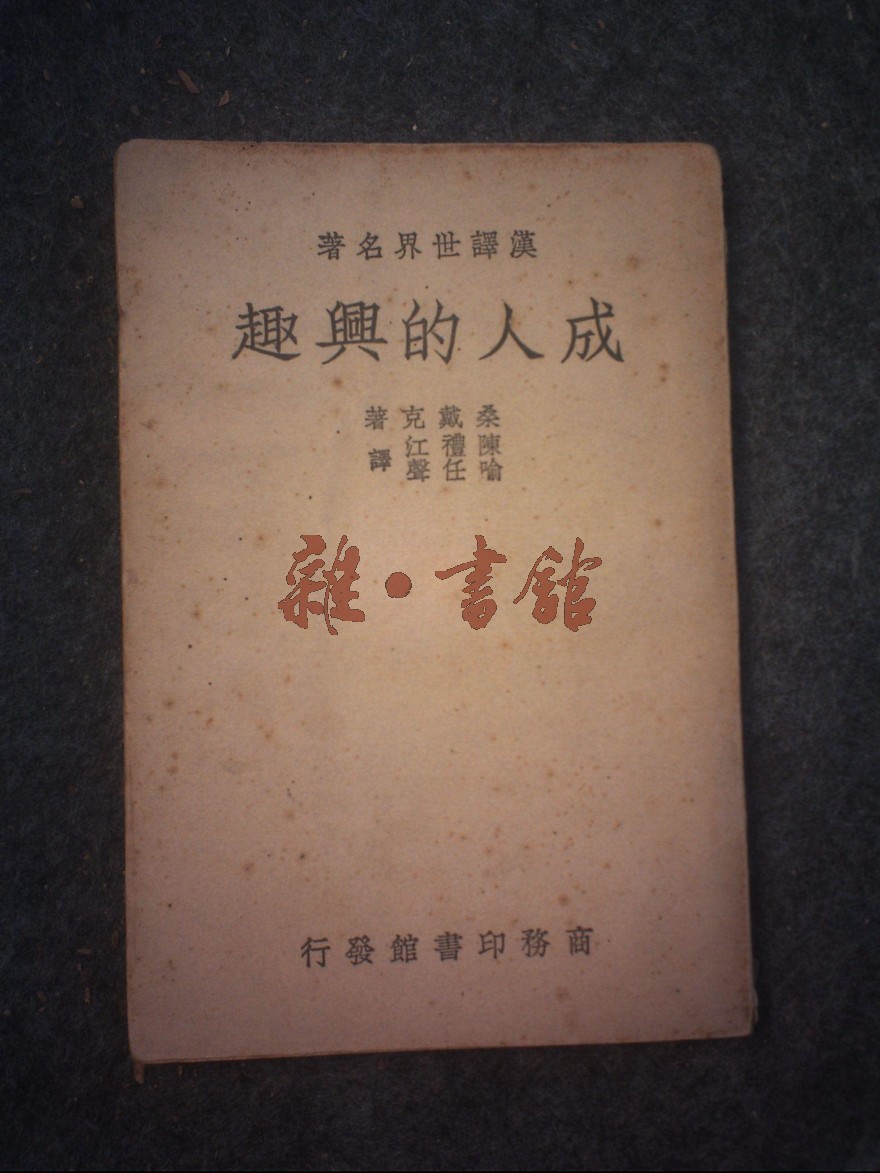 漢譯世界名著
成人的興趣
桑戴克著
陳禮江
喻任聲
譯
雜·書館
商務印書館發行